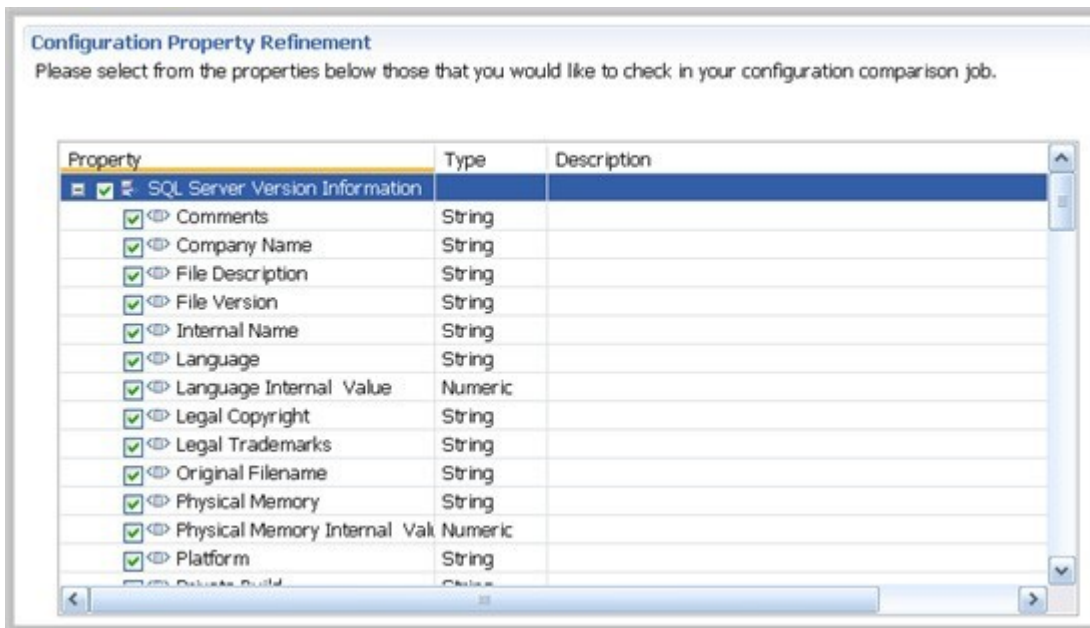 Configuration Property Refinement
Please select from the properties below those that you would like to check in your configuration comparison job.
Property Type Description
SQL Server Version Information
Comments String
Company Name String
File Description String
File Version String
Internal Name String
Language String
Language Internal Value Numeric
Legal Copyright String
Legal Trademarks String
Original Filename String
Physical Memory String
Physical Memory Internal Numeric
Platform String